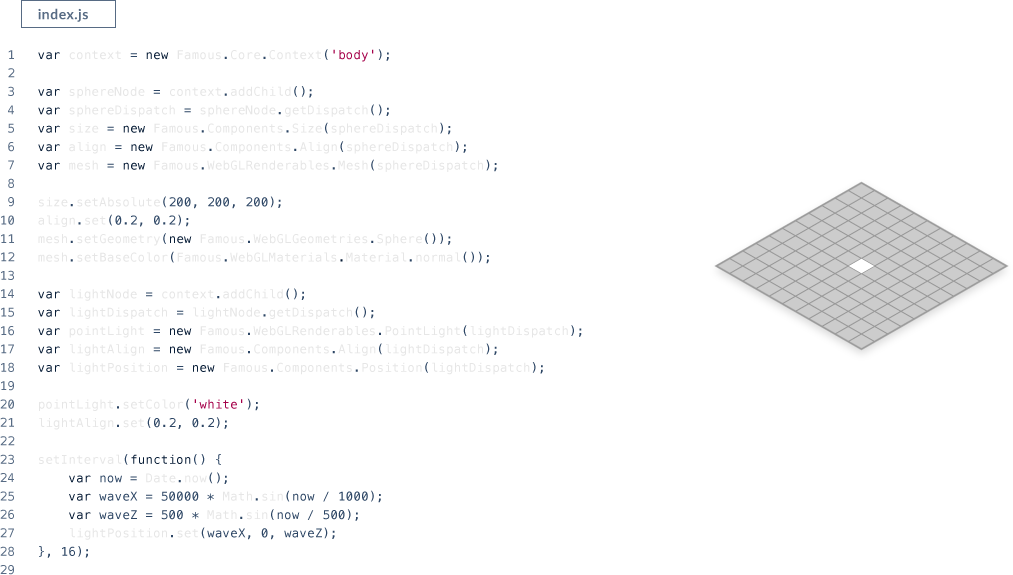 index.js
1 var context = new Famous.Core.Context('body');
2
3 var sphereNode = context.addChild();
4 var sphereDispatch = sphereNode.getDispatch();
5 var size = new Famous.Components.Size(sphereDispatch);
6 var align = new Famous.Components.Align(sphereDispatch);
7 var mesh = new Famous.WebGLRenderables.Mesh(sphereDispatch);
8
9 size.setAbsolute(200, 200, 200);
10 align.set(0.2, 0.2);
11 mesh.setGeometry(new Famous.WebGLGeometries.Sphere());
12 mesh.setBaseColor(Famous.WebGLMaterials.Material.normal());
13
14 var lightNode = context.addChild();
15 var lightDispatch = lightNode.getDispatch();
16 var pointLight = new Famous.WebGLRenderables.PointLight(lightDispatch);
17 var lightAlign = new Famous.Components.Align(lightDispatch);
18 var lightPosition = new Famous.Components.Position(lightDispatch);
19
20 pointLight.setColor('white');
21 lightAlign.set(0.2, 0.2);
22
23 setInterval(function() {
24 var now = Date.now();
25 var waveX = 50000 * Math.sin(now / 1000);
26 var waveZ = 500 * Math.sin(now / 500);
27 lightPosition.set(waveX, 0, waveZ);
28 }, 16);
29